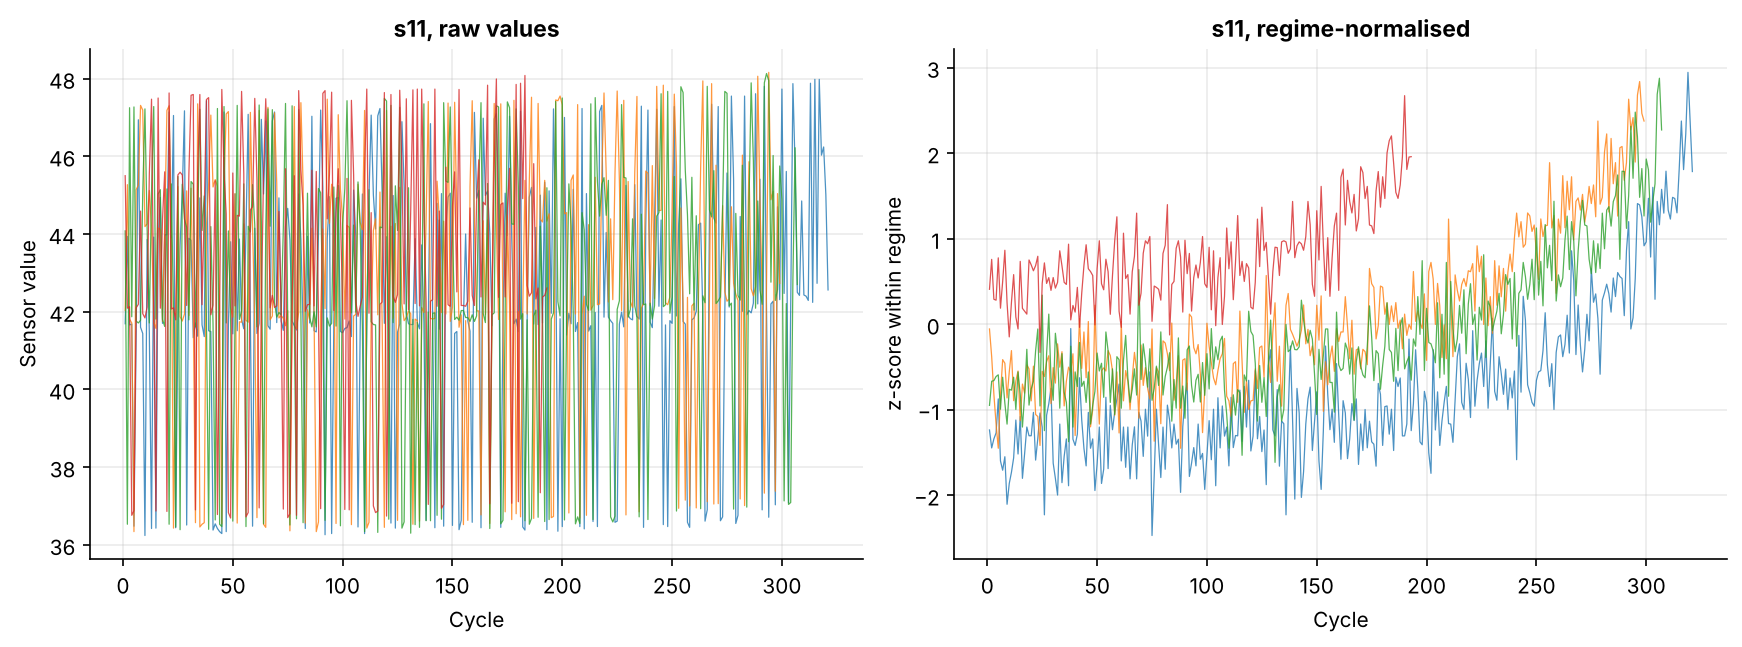 s11, raw values
Sensor value
48
46
44
42
40
38
36
0 50 100 150 200 250 300
Cycle
s11, regime-normalised
z-score within regime
3
2
1
0
−1
−2
0 50 100 150 200 250 300
Cycle